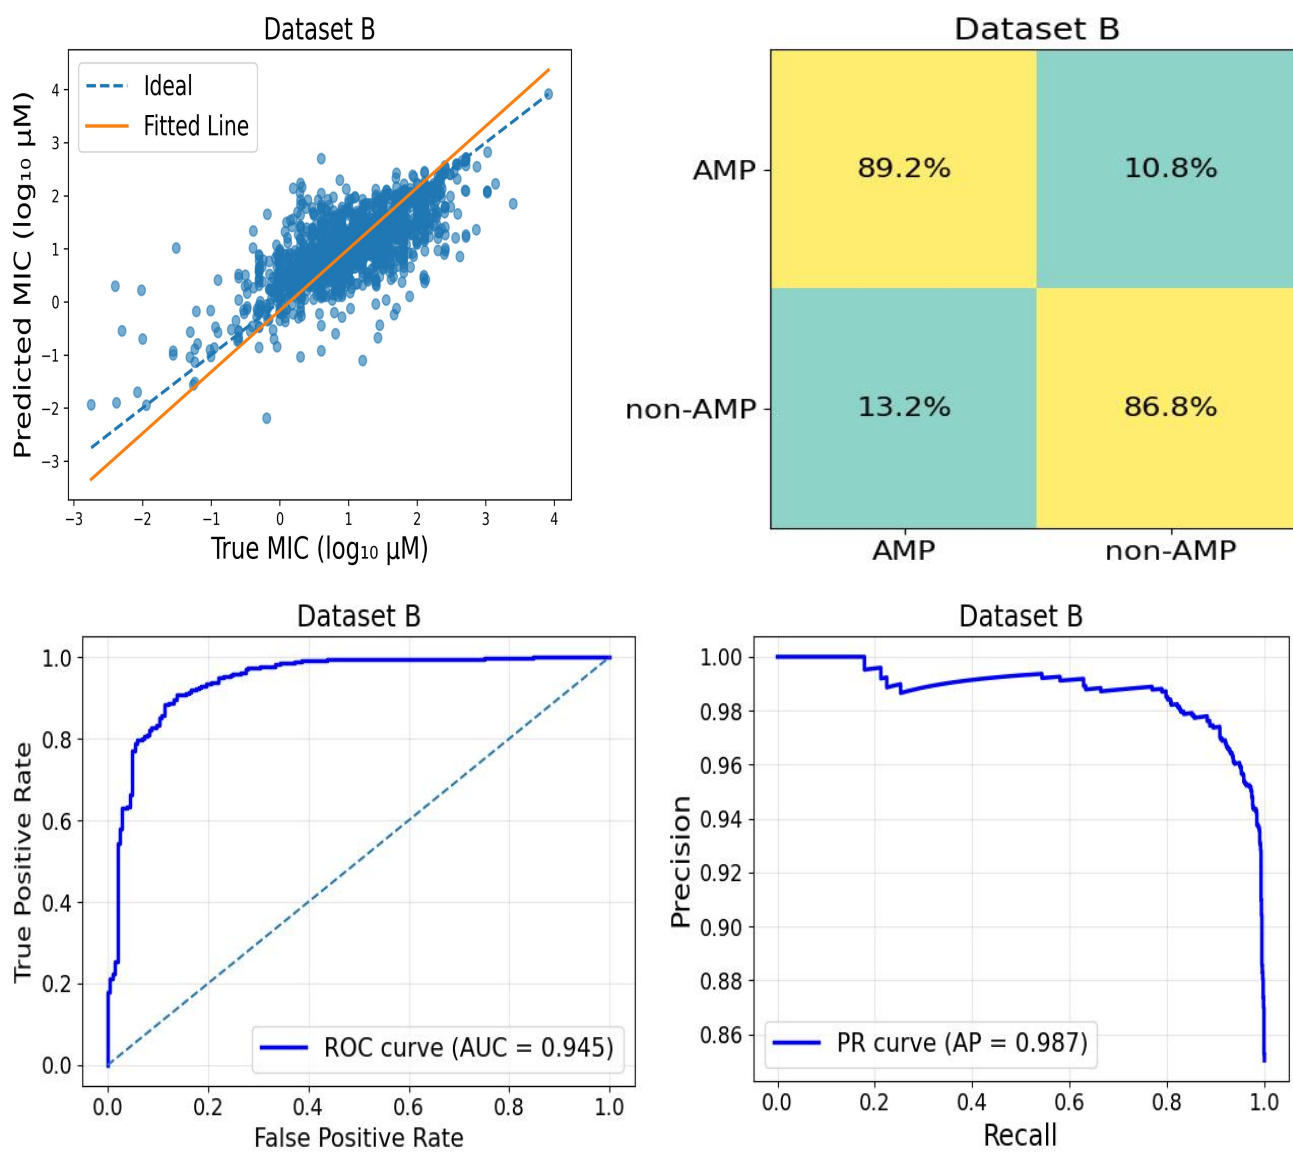 Dataset B
Predicted MIC (log₁₀ μM)
Ideal
Fitted Line
4
3
2
1
0
−1
−2
−3
−3 −2 −1 0 1 2 3 4
True MIC (log₁₀ μM)
Dataset B
AMP 89.2% 10.8%
non-AMP 13.2% 86.8%
AMP non-AMP
Dataset B
True Positive Rate
1.0
0.8
0.6
0.4
0.2
0.0
ROC curve (AUC = 0.945)
0.0 0.2 0.4 0.6 0.8 1.0
False Positive Rate
Dataset B
Precision
1.00
0.98
0.96
0.94
0.92
0.90
0.88
0.86
PR curve (AP = 0.987)
0.0 0.2 0.4 0.6 0.8 1.0
Recall